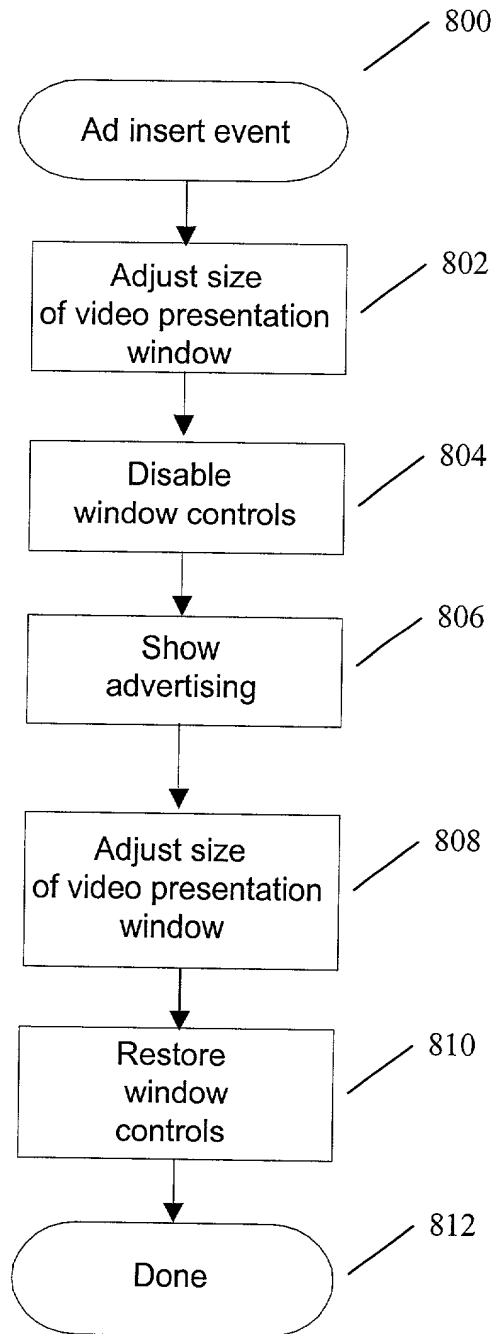 800
Ad insert event
802
Adjust size
of video presentation
window
804
Disable
window controls
806
Show
advertising
808
Adjust size
of video presentation
window
810
Restore
window
controls
812
Done